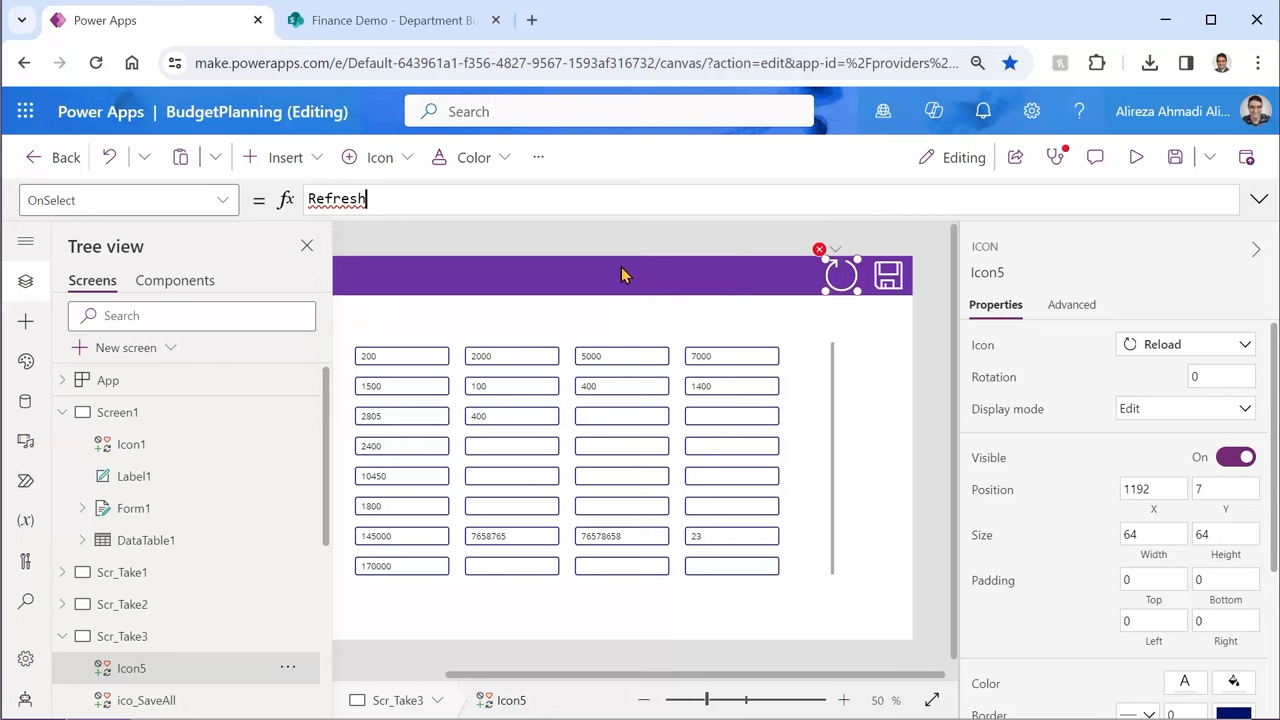 Power Apps
Finance Demo - Department Bu
make.powerapps.com/e/Default-643961a1-f356-4827-9567-1593af316732/canvas/?action=edit&app-id=%2Fproviders%2...
Power Apps | BudgetPlanning (Editing)
Search
Alireza Ahmadi Ali...
Back
Insert
Icon
Color
...
Editing
OnSelect
= fx
Refresh
Tree view
Screens
Components
Search
New screen
App
Screen1
Icon1
Label1
Form1
DataTable1
Scr_Take1
Scr_Take2
Scr_Take3
Icon5
...
ico_SaveAll
200 2000 5000 7000
1500 100 400 1400
2805 400
2400
10450
1800
145000 7658765 76578658 23
170000
Scr_Take3
Icon5
50 %
ICON
Icon5
Properties
Advanced
Icon
Reload
Rotation
0
Display mode
Edit
Visible
On
Position
1192 7
X Y
Size
64 64
Width Height
Padding
0 0
Top Bottom
0 0
Left Right
Color
A
Border
0